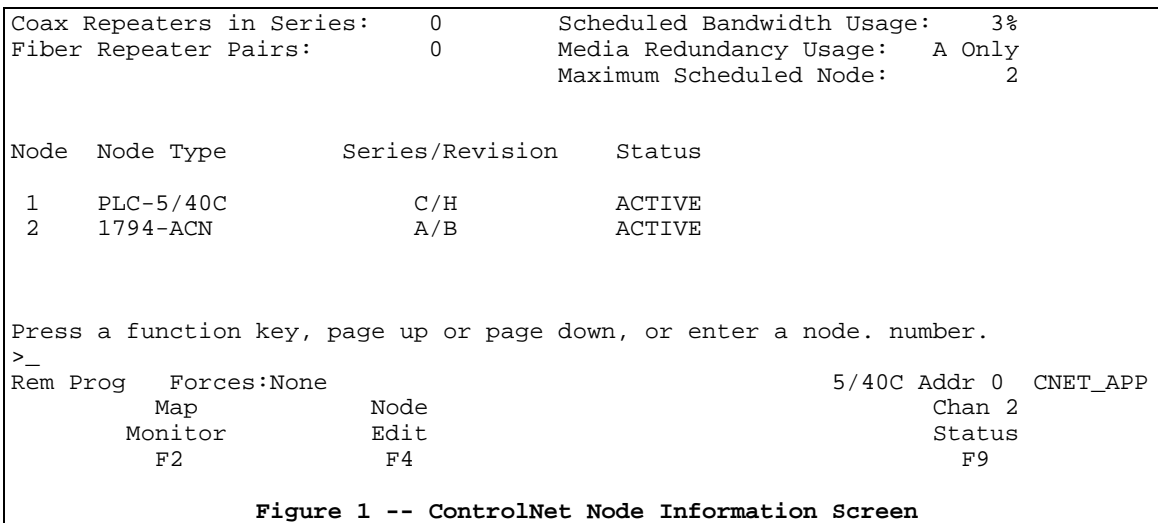 Coax Repeaters in Series: 0 Scheduled Bandwidth Usage: 3%
Fiber Repeater Pairs: 0 Media Redundancy Usage: A Only
Maximum Scheduled Node: 2
Node Node Type Series/Revision Status
1 PLC-5/40C C/H ACTIVE
2 1794-ACN A/B ACTIVE
Press a function key, page up or page down, or enter a node. number.
>_
Rem Prog Forces:None 5/40C Addr 0 CNET_APP
Map Node Chan 2
Monitor Edit Status
F2 F4 F9
Figure 1 -- ControlNet Node Information Screen